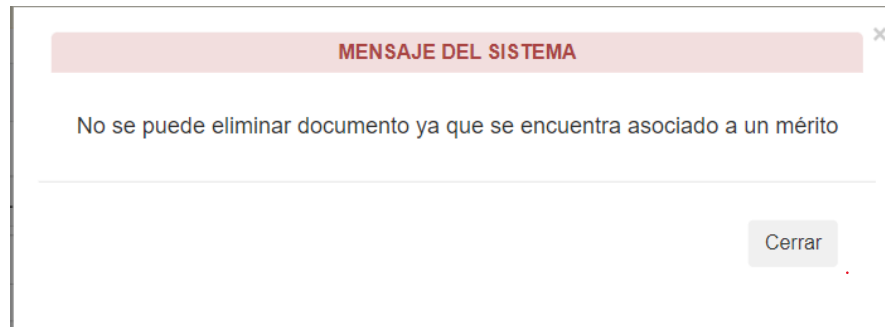 MENSAJE DEL SISTEMA
×
No se puede eliminar documento ya que se encuentra asociado a un mérito
Cerrar